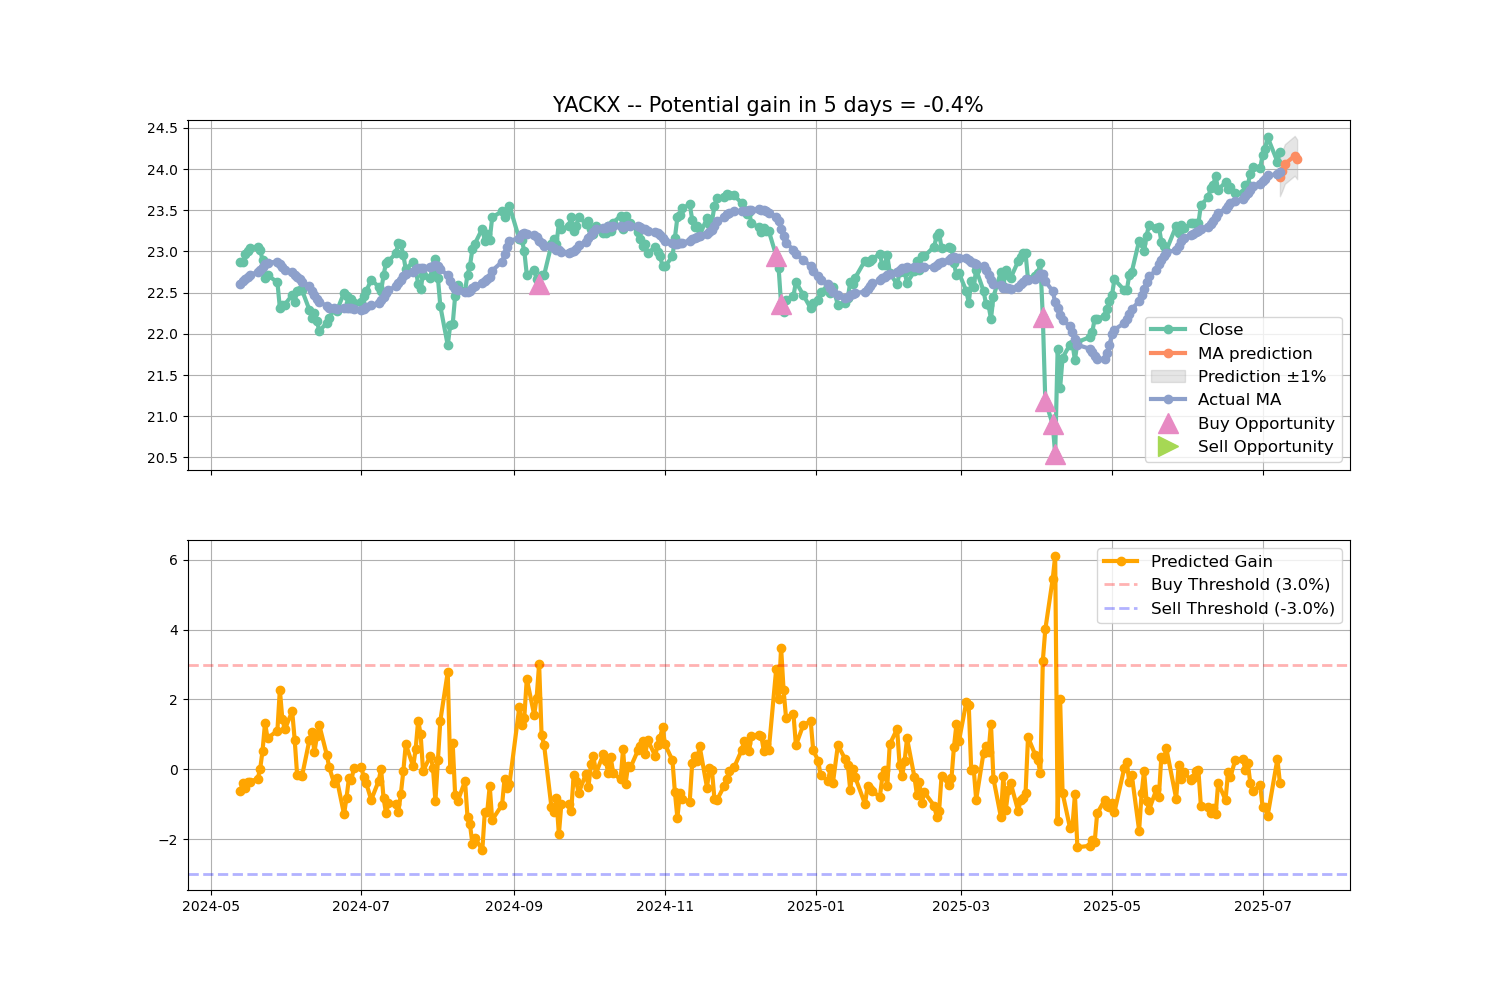 YACKX -- Potential gain in 5 days = -0.4%
24.5
24.0
23.5
23.0
22.5
22.0
21.5
21.0
20.5
Close
MA prediction
Prediction ±1%
Actual MA
Buy Opportunity
Sell Opportunity
6
4
2
0
−2
Predicted Gain
Buy Threshold (3.0%)
Sell Threshold (-3.0%)
2024-05 2024-07 2024-09 2024-11 2025-01 2025-03 2025-05 2025-07